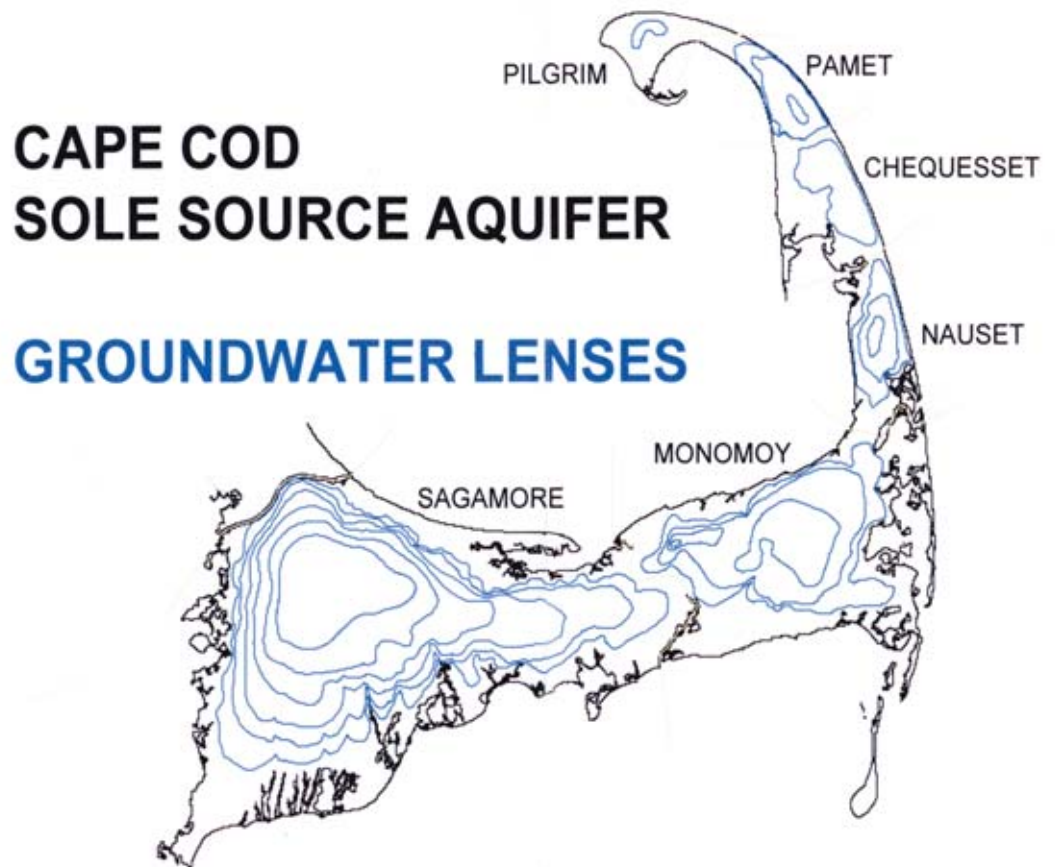 PILGRIM
PAMET
CAPE COD
SOLE SOURCE AQUIFER
CHEQUESSET
GROUNDWATER LENSES
NAUSET
MONOMOY
SAGAMORE